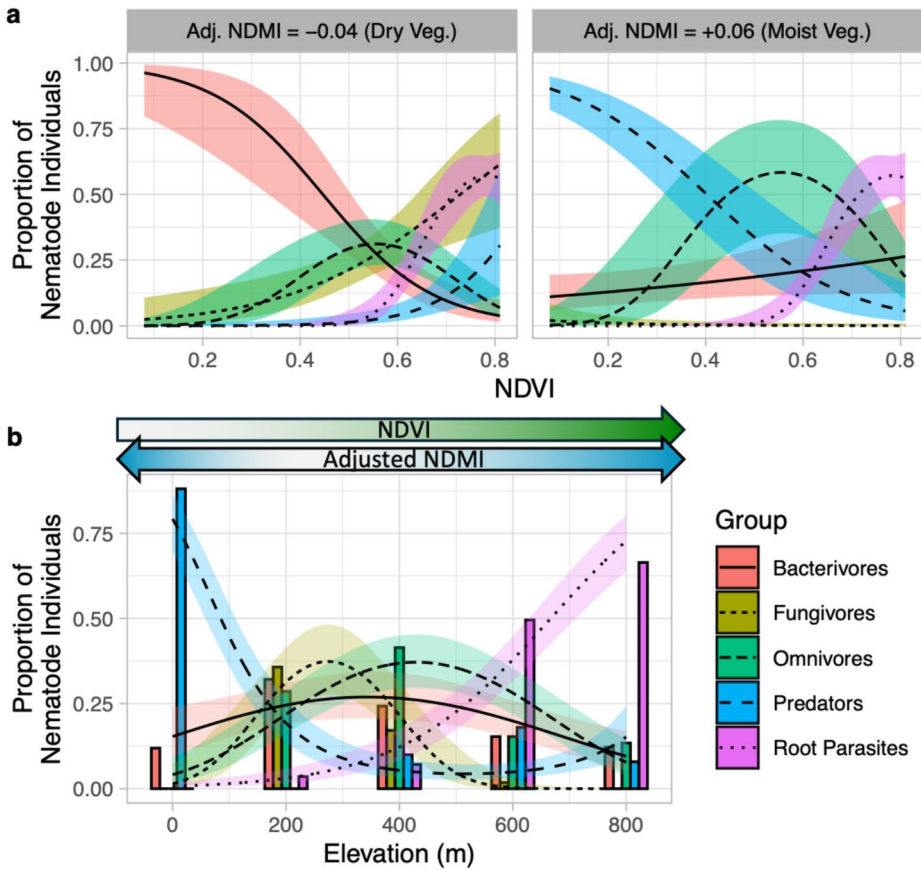 a
Adj. NDMI = −0.04 (Dry Veg.)
Adj. NDMI = +0.06 (Moist Veg.)
Proportion of
Nematode Individuals
1.00
0.75
0.50
0.25
0.00
0.2 0.4 0.6 0.8
0.2 0.4 0.6 0.8
NDVI
b
NDVI
Adjusted NDMI
Proportion of
Nematode Individuals
0.75
0.50
0.25
0.00
0 200 400 600 800
Elevation (m)
Group
Bacterivores
Fungivores
Omnivores
Predators
Root Parasites